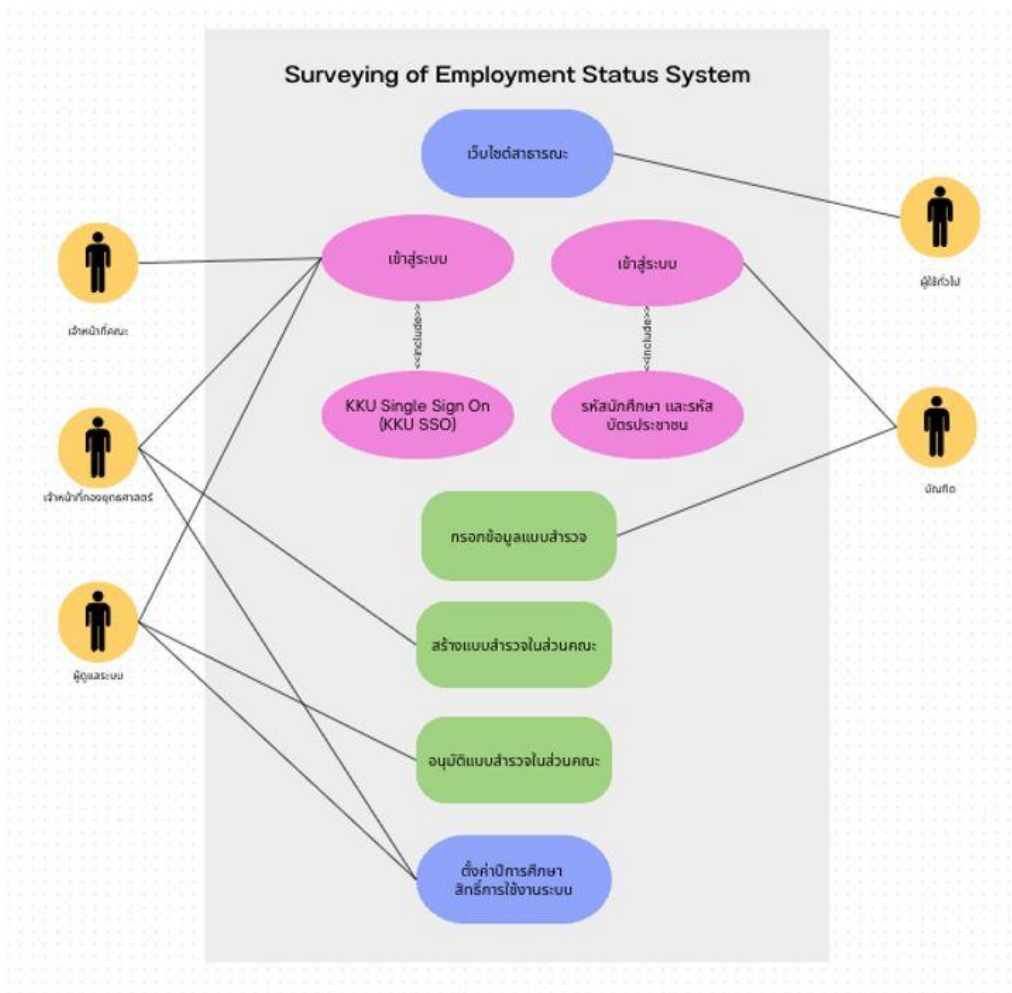 Surveying of Employment Status System
เว็บไซต์สาธารณะ
เข้าสู่ระบบ
เข้าสู่ระบบ
ผู้ใช้ทั่วไป
เจ้าหน้าที่คณะ
<<include>>
<<include>>
KKU Single Sign On
(KKU SSO)
รหัสนักศึกษา และรหัส
บัตรประชาชน
เจ้าหน้าที่กองยุทธศาสตร์
บัณฑิต
กรอกข้อมูลแบบสำรวจ
สร้างแบบสำรวจในส่วนคณะ
ผู้ดูแลระบบ
อนุมัติแบบสำรวจในส่วนคณะ
ตั้งค่าปีการศึกษา
สิทธิ์การใช้งานระบบ